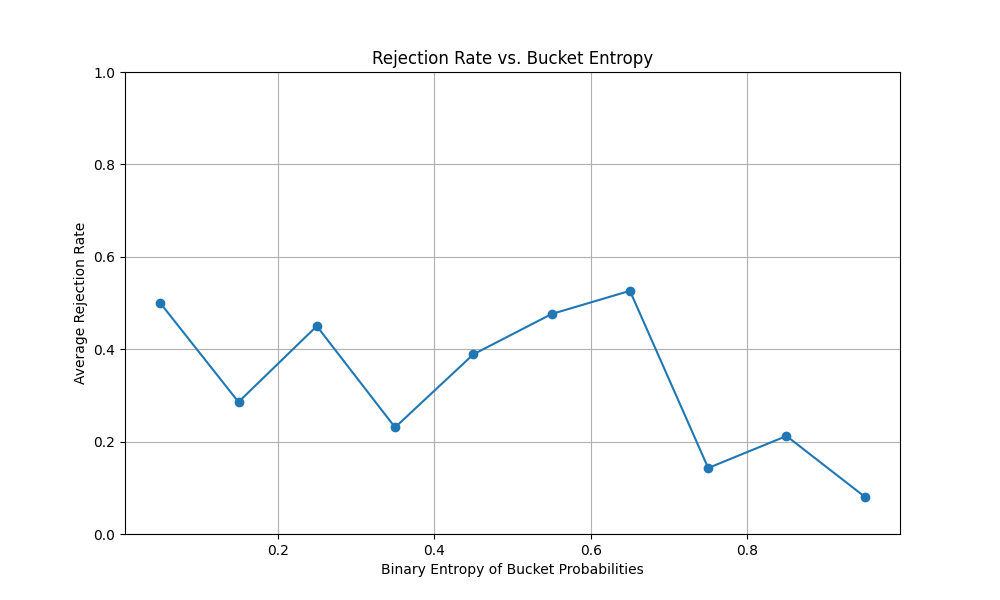 Rejection Rate vs. Bucket Entropy
1.0
0.8
0.6
0.4
0.2
0.0
Average Rejection Rate
0.2 0.4 0.6 0.8
Binary Entropy of Bucket Probabilities